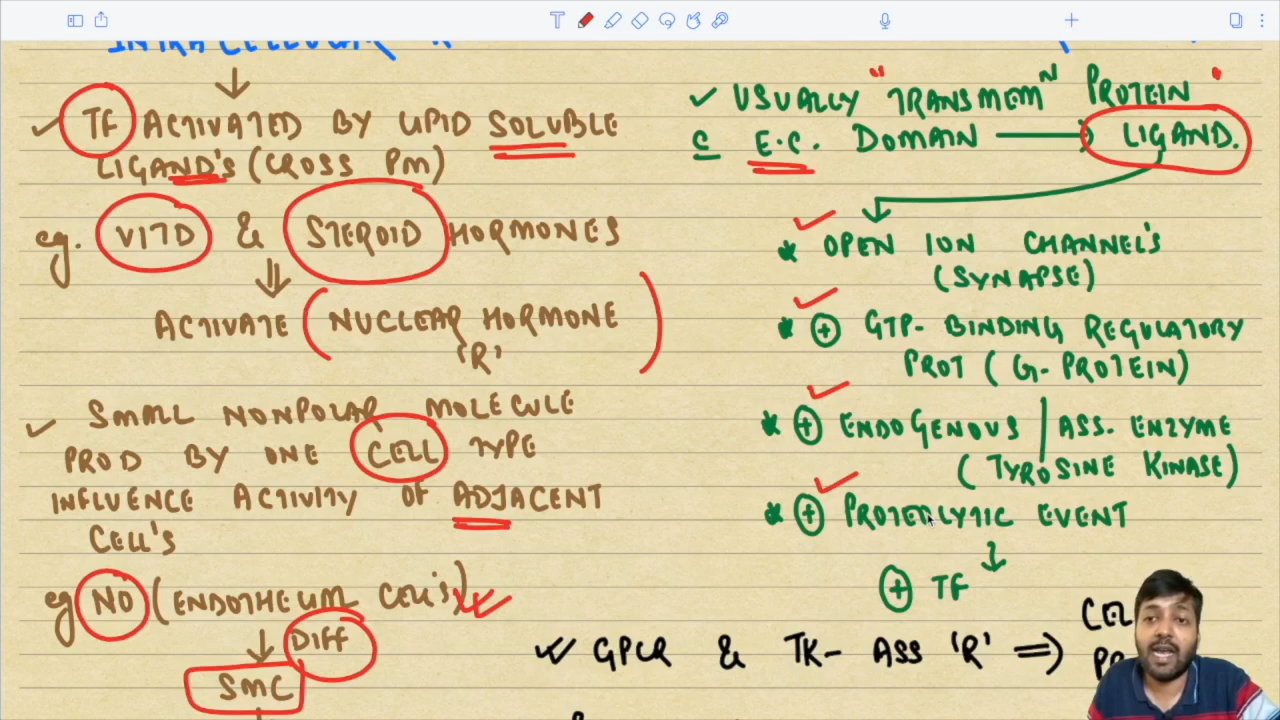 INTRACELLULAR 'R'
✓ TF ACTIVATED BY LIPID SOLUBLE
LIGAND'S (CROSS PM)
eg. VIT D & STEROID HORMONES
ACTIVATE (NUCLEAR HORMONE
'R')
✓ SMALL NONPOLAR MOLECULE
PROD BY ONE CELL TYPE
INFLUENCE ACTIVITY OF ADJACENT
CELL'S
eg NO (ENDOTHELIUM CELL'S)
↓ DIFF
SMC
✓ USUALLY "TRANSMEMN PROTEIN"
c E.C. DOMAIN → LIGAND.
* OPEN ION CHANNEL'S
(SYNAPSE)
* ⊕ GTP- BINDING REGULATORY
PROT (G-PROTEIN)
* ⊕ ENDOGENOUS / ASS. ENZYME
(TYROSINE KINASE)
* ⊕ PROTEOLYTIC EVENT
↓
⊕ TF
✓ GPCR & TK- ASS 'R' ⇒